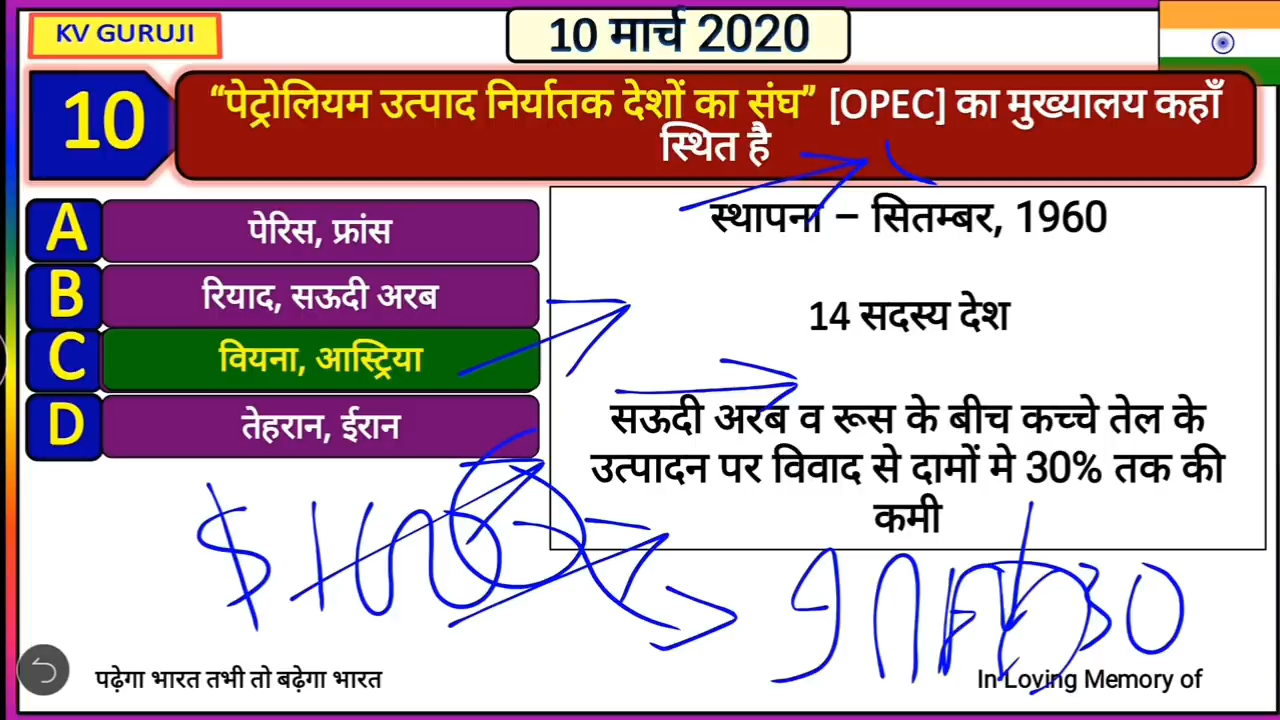 KV GURUJI
10 मार्च 2020
10
“पेट्रोलियम उत्पाद निर्यातक देशों का संघ” [OPEC] का मुख्यालय कहाँ
स्थित है
A
पेरिस, फ्रांस
B
रियाद, सऊदी अरब
C
वियना, आस्ट्रिया
D
तेहरान, ईरान
स्थापना – सितम्बर, 1960
14 सदस्य देश
सऊदी अरब व रूस के बीच कच्चे तेल के
उत्पादन पर विवाद से दामों मे 30% तक की
कमी
$100
30
पढ़ेगा भारत तभी तो बढ़ेगा भारत
In Loving Memory of